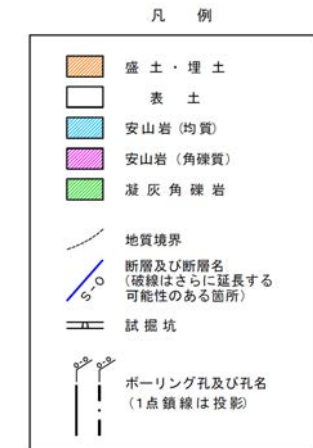 凡 例
盛 土 ・ 埋 土
表 土
安山岩 (均質)
安山岩 (角礫質)
凝 灰 角 礫 岩
地質境界
断層及び断層名
(破線はさらに延長する
可能性のある箇所)
S-O
試掘坑
ボーリング孔及び孔名
(1点鎖線は投影)